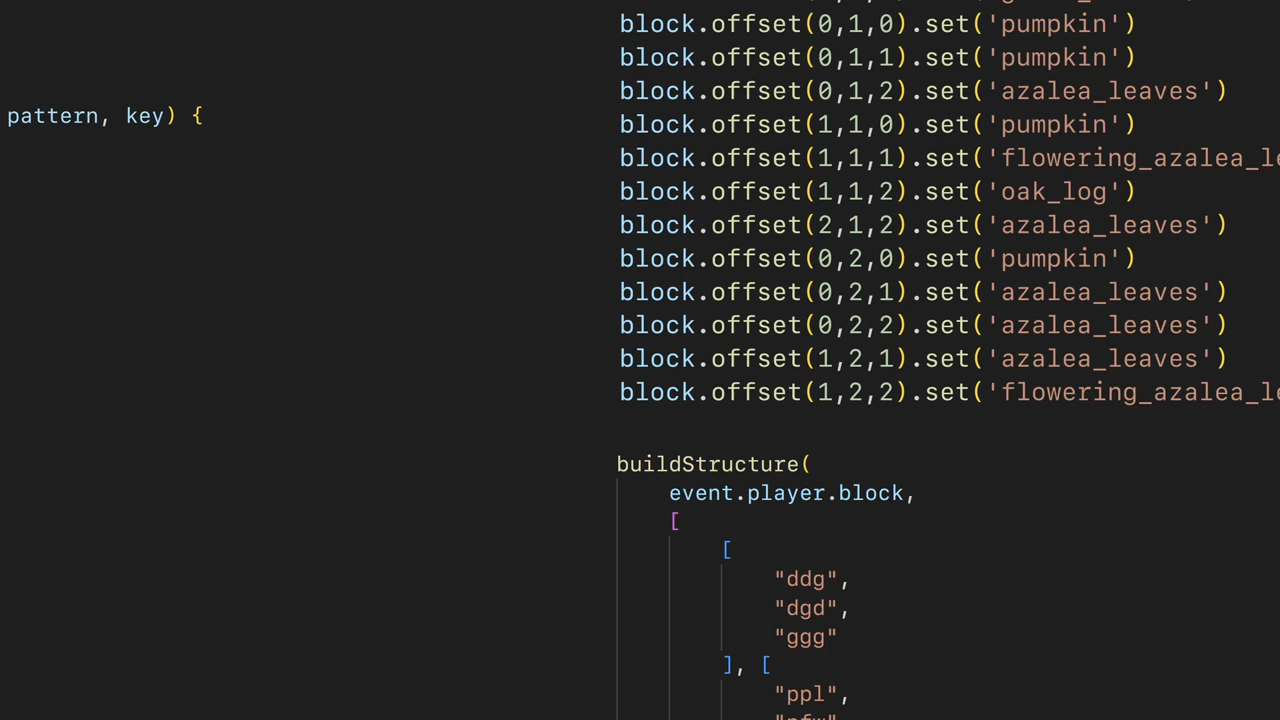 block.offset(0,1,0).set('pumpkin')
block.offset(0,1,1).set('pumpkin')
block.offset(0,1,2).set('azalea_leaves')
pattern, key) {
block.offset(1,1,0).set('pumpkin')
block.offset(1,1,1).set('flowering_azalea_le
block.offset(1,1,2).set('oak_log')
block.offset(2,1,2).set('azalea_leaves')
block.offset(0,2,0).set('pumpkin')
block.offset(0,2,1).set('azalea_leaves')
block.offset(0,2,2).set('azalea_leaves')
block.offset(1,2,1).set('azalea_leaves')
block.offset(1,2,2).set('flowering_azalea_le
buildStructure(
event.player.block,
[
[
"ddg",
"dgd",
"ggg"
], [
"ppl",